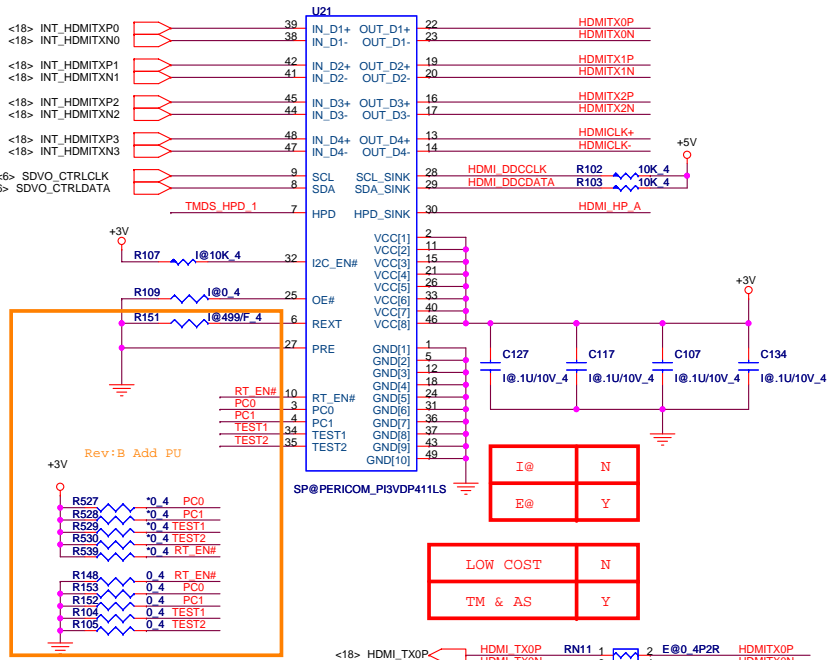 U21
<18> INT_HDMITXP0 39 IN_D1+ OUT_D1+ 22 HDMITX0P
<18> INT_HDMITXN0 38 IN_D1- OUT_D1- 23 HDMITX0N
<18> INT_HDMITXP1 42 IN_D2+ OUT_D2+ 19 HDMITX1P
<18> INT_HDMITXN1 41 IN_D2- OUT_D2- 20 HDMITX1N
<18> INT_HDMITXP2 45 IN_D3+ OUT_D3+ 16 HDMITX2P
<18> INT_HDMITXN2 44 IN_D3- OUT_D3- 17 HDMITX2N
<18> INT_HDMITXP3 48 IN_D4+ OUT_D4+ 13 HDMICLK+
<18> INT_HDMITXN3 47 IN_D4- OUT_D4- 14 HDMICLK-
+5V
<6> SDVO_CTRLCLK 9 SCL SCL_SINK 28 HDMI_DDCCLK R102 10K_4
6> SDVO_CTRLDATA 8 SDA SDA_SINK 29 HDMI_DDCDATA R103 10K_4
TMDS_HPD_1 7 HPD HPD_SINK 30 HDMI_HP_A
+3V
VCC[1] 2
VCC[2] 11
R107 I@10K_4 32 I2C_EN# VCC[3] 15
VCC[4] 21
VCC[5] 26
R109 I@0_4 25 OE# VCC[6] 33
VCC[7] 40
R151 I@499/F_4 6 REXT VCC[8] 46
+3V
27 PRE GND[1] 1
GND[2] 5
GND[3] 12
GND[4] 18
RT_EN# 10 RT_EN# GND[5] 24
PC0 3 PC0 GND[6] 31
PC1 4 PC1 GND[7] 36
TEST1 34 TEST1 GND[8] 37
TEST2 35 TEST2 GND[9] 43
GND[10] 49
C127 C117 C107 C134
I@.1U/10V_4 I@.1U/10V_4 I@.1U/10V_4 I@.1U/10V_4
SP@PERICOM_PI3VDP411LS
Rev:B Add PU
+3V
R527 *0_4 PC0
R528 *0_4 PC1
R529 *0_4 TEST1
R530 *0_4 TEST2
R539 *0_4 RT_EN#
R148 0_4 RT_EN#
R153 0_4 PC0
R152 0_4 PC1
R104 0_4 TEST1
R105 0_4 TEST2
I@ N
E@ Y
LOW COST N
TM & AS Y
<18> HDMI_TX0P HDMI_TX0P RN11 1 2 E@0_4P2R HDMITX0P
HDMI_TX0N HDMITX0N